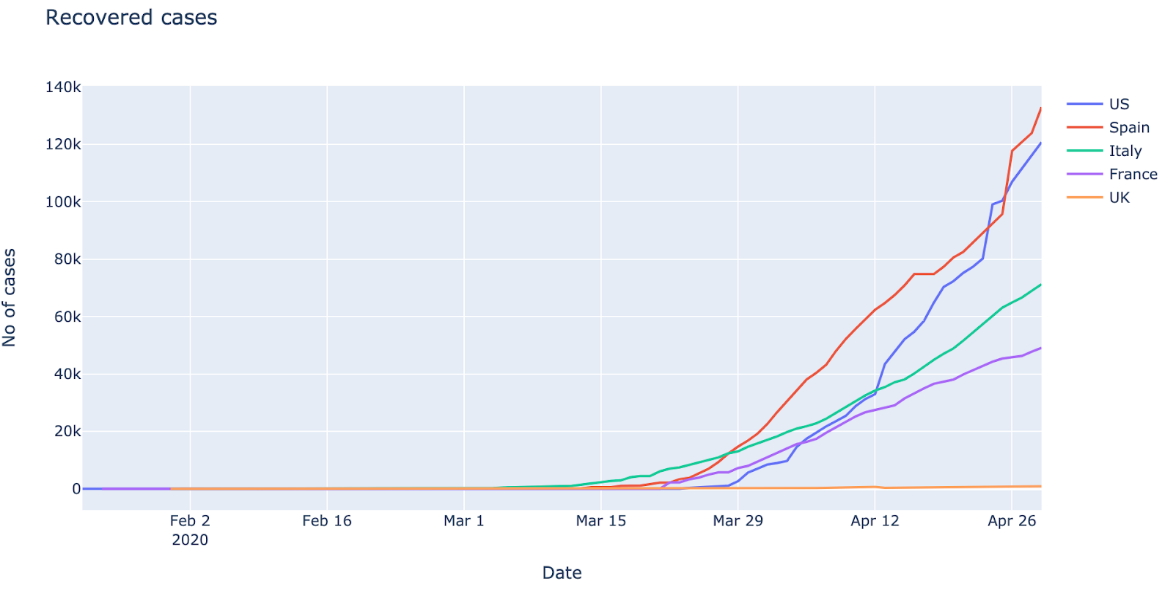 Recovered cases
140k
120k
100k
80k
60k
40k
20k
0
No of cases
Feb 2 Feb 16 Mar 1 Mar 15 Mar 29 Apr 12 Apr 26
2020
Date
US
Spain
Italy
France
UK